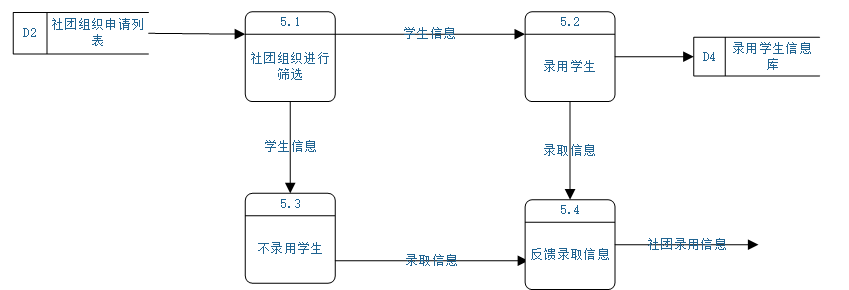 D2
社团组织申请列
表
5.1
社团组织进行
筛选
学生信息
5.2
录用学生
D4
录用学生信息
库
学生信息
录取信息
5.3
不录用学生
录取信息
5.4
反馈录取信息
社团录用信息